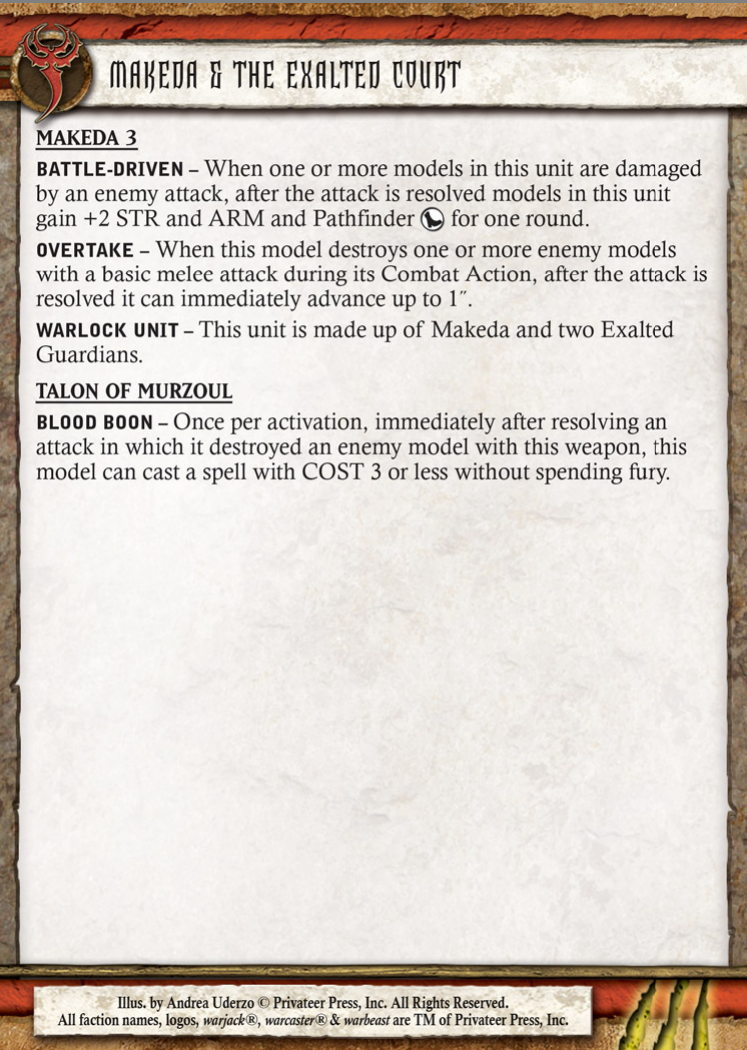 MAKEDA & THE EXALTED COURT
MAKEDA 3
BATTLE-DRIVEN – When one or more models in this unit are damaged
by an enemy attack, after the attack is resolved models in this unit
gain +2 STR and ARM and Pathfinder for one round.
OVERTAKE – When this model destroys one or more enemy models
with a basic melee attack during its Combat Action, after the attack is
resolved it can immediately advance up to 1″.
WARLOCK UNIT – This unit is made up of Makeda and two Exalted
Guardians.
TALON OF MURZOUL
BLOOD BOON – Once per activation, immediately after resolving an
attack in which it destroyed an enemy model with this weapon, this
model can cast a spell with COST 3 or less without spending fury.
Illus. by Andrea Uderzo © Privateer Press, Inc. All Rights Reserved.
All faction names, logos, warjack®, warcaster® & warbeast are TM of Privateer Press, Inc.